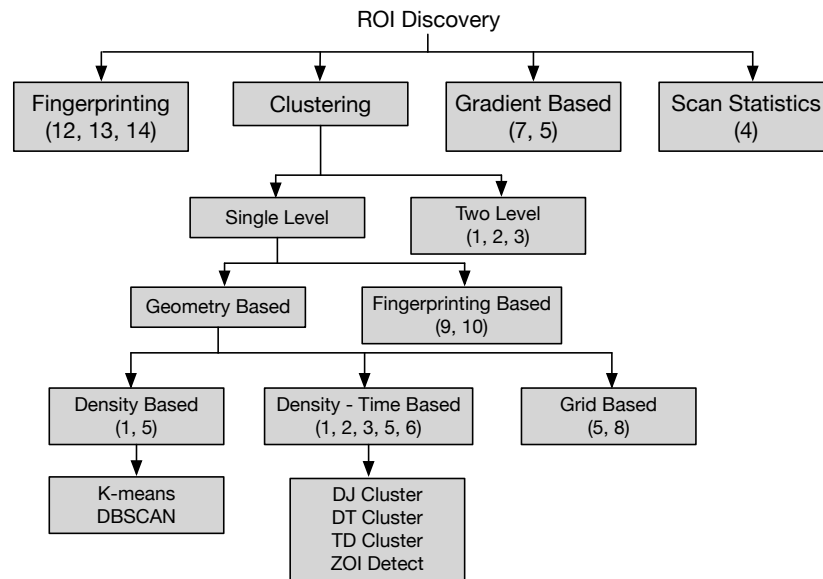 ROI Discovery
Fingerprinting
(12, 13, 14)
Clustering
Gradient Based
(7, 5)
Scan Statistics
(4)
Single Level
Two Level
(1, 2, 3)
Geometry Based
Fingerprinting Based
(9, 10)
Density Based
(1, 5)
Density - Time Based
(1, 2, 3, 5, 6)
Grid Based
(5, 8)
K-means
DBSCAN
DJ Cluster
DT Cluster
TD Cluster
ZOI Detect